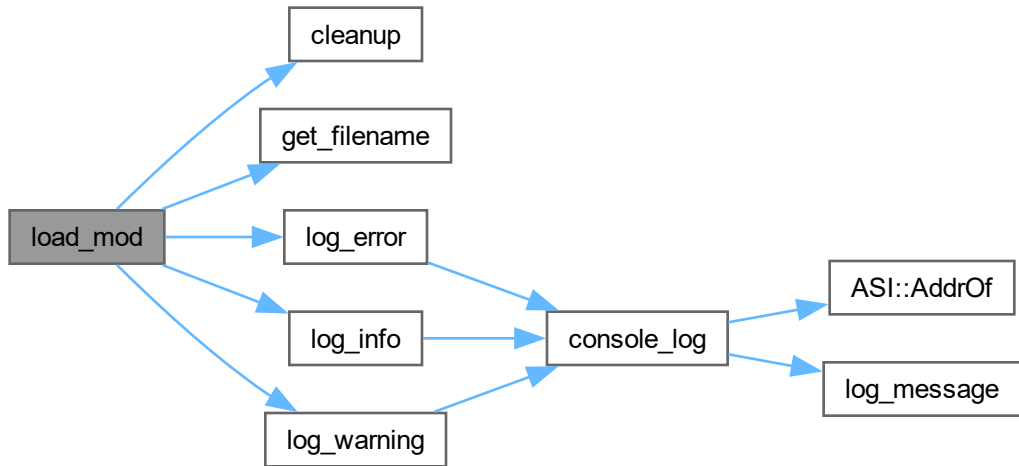 cleanup
get_filename
load_mod
log_error
log_info
log_warning
console_log
ASI::AddrOf
log_message